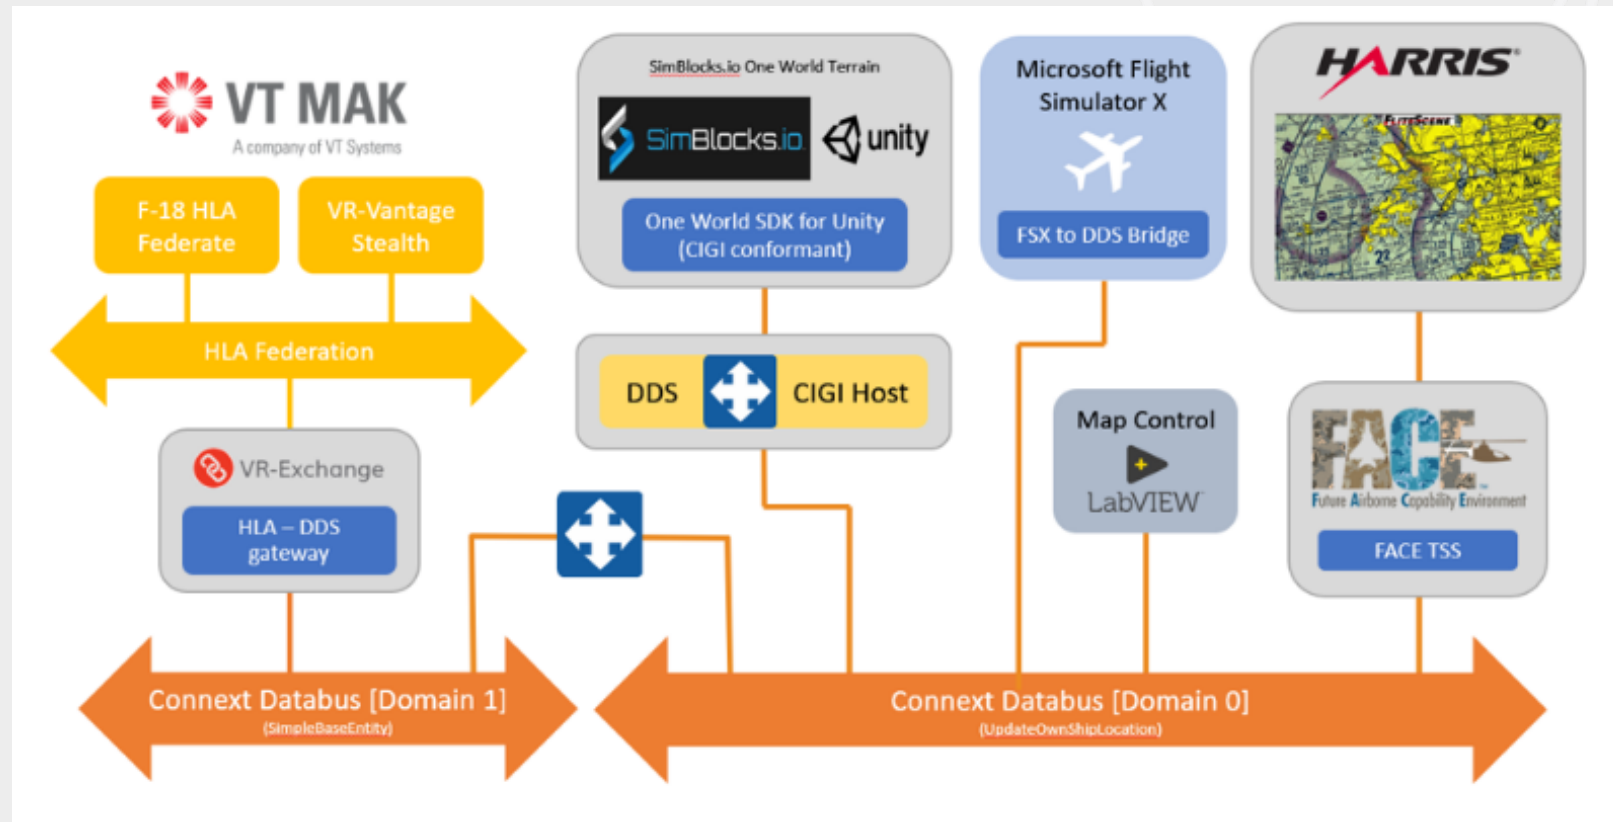 VT MAK
A company of VT Systems
F-18 HLA
Federate
VR-Vantage
Stealth
HLA Federation
VR-Exchange
HLA – DDS
gateway
Connext Databus [Domain 1]
(SimpleBaseEntity)
SimBlocks.io One World Terrain
SimBlocks.io
unity
One World SDK for Unity
(CIGI conformant)
DDS
CIGI Host
Microsoft Flight
Simulator X
FSX to DDS Bridge
Map Control
LabVIEW
HARRIS
FLITESCENE
22
FACE
Future Airborne Capability Environment
FACE TSS
Connext Databus [Domain 0]
(UpdateOwnShipLocation)